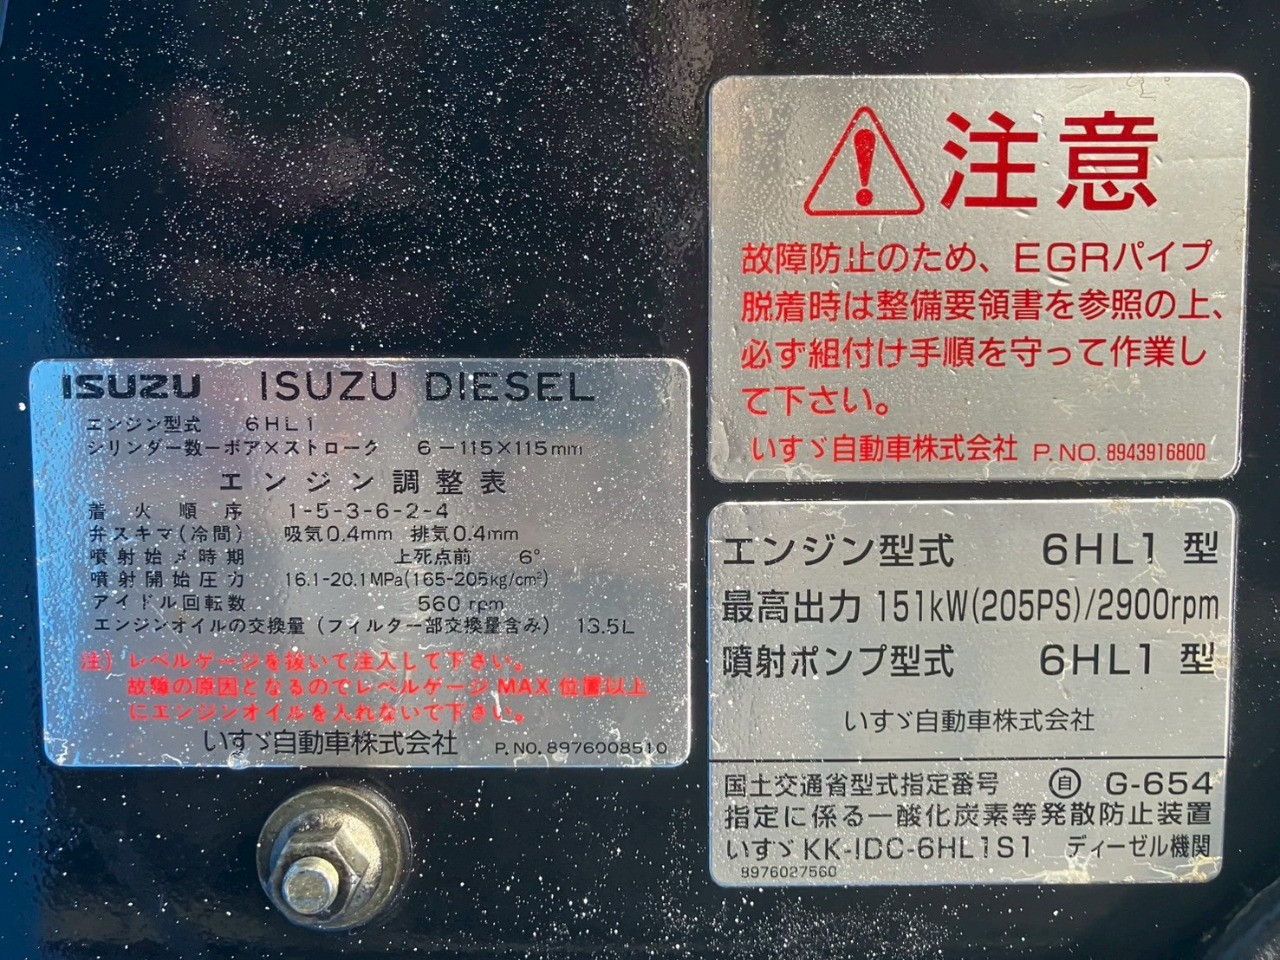 ISUZU ISUZU DIESEL
エンジン型式 6HL1
シリンダー数ーボア×ストローク 6-115×115mm
エンジン調整表
着火順序 1-5-3-6-2-4
弁スキマ(冷間) 吸気0.4mm 排気0.4mm
噴射始メ時期 上死点前 6°
噴射開始圧力 16.1-20.1MPa(165-205kg/cm²)
アイドル回転数 560rpm
エンジンオイルの交換量(フィルター部交換量含み) 13.5L
注)レベルゲージを抜いて注入して下さい。
故障の原因となるのでレベルゲージMAX位置以上
にエンジンオイルを入れないで下さい。
いすゞ自動車株式会社 P.NO.8976008510
注意
故障防止のため、EGRパイプ
脱着時は整備要領書を参照の上、
必ず組付け手順を守って作業し
て下さい。
いすゞ自動車株式会社 P.NO.8943916800
エンジン型式 6HL1 型
最高出力 151kW(205PS)/2900rpm
噴射ポンプ型式 6HL1 型
いすゞ自動車株式会社
国土交通省型式指定番号 自 G-654
指定に係る一酸化炭素等発散防止装置
いすゞKK-IDC-6HL1S1 ディーゼル機関
8976027560